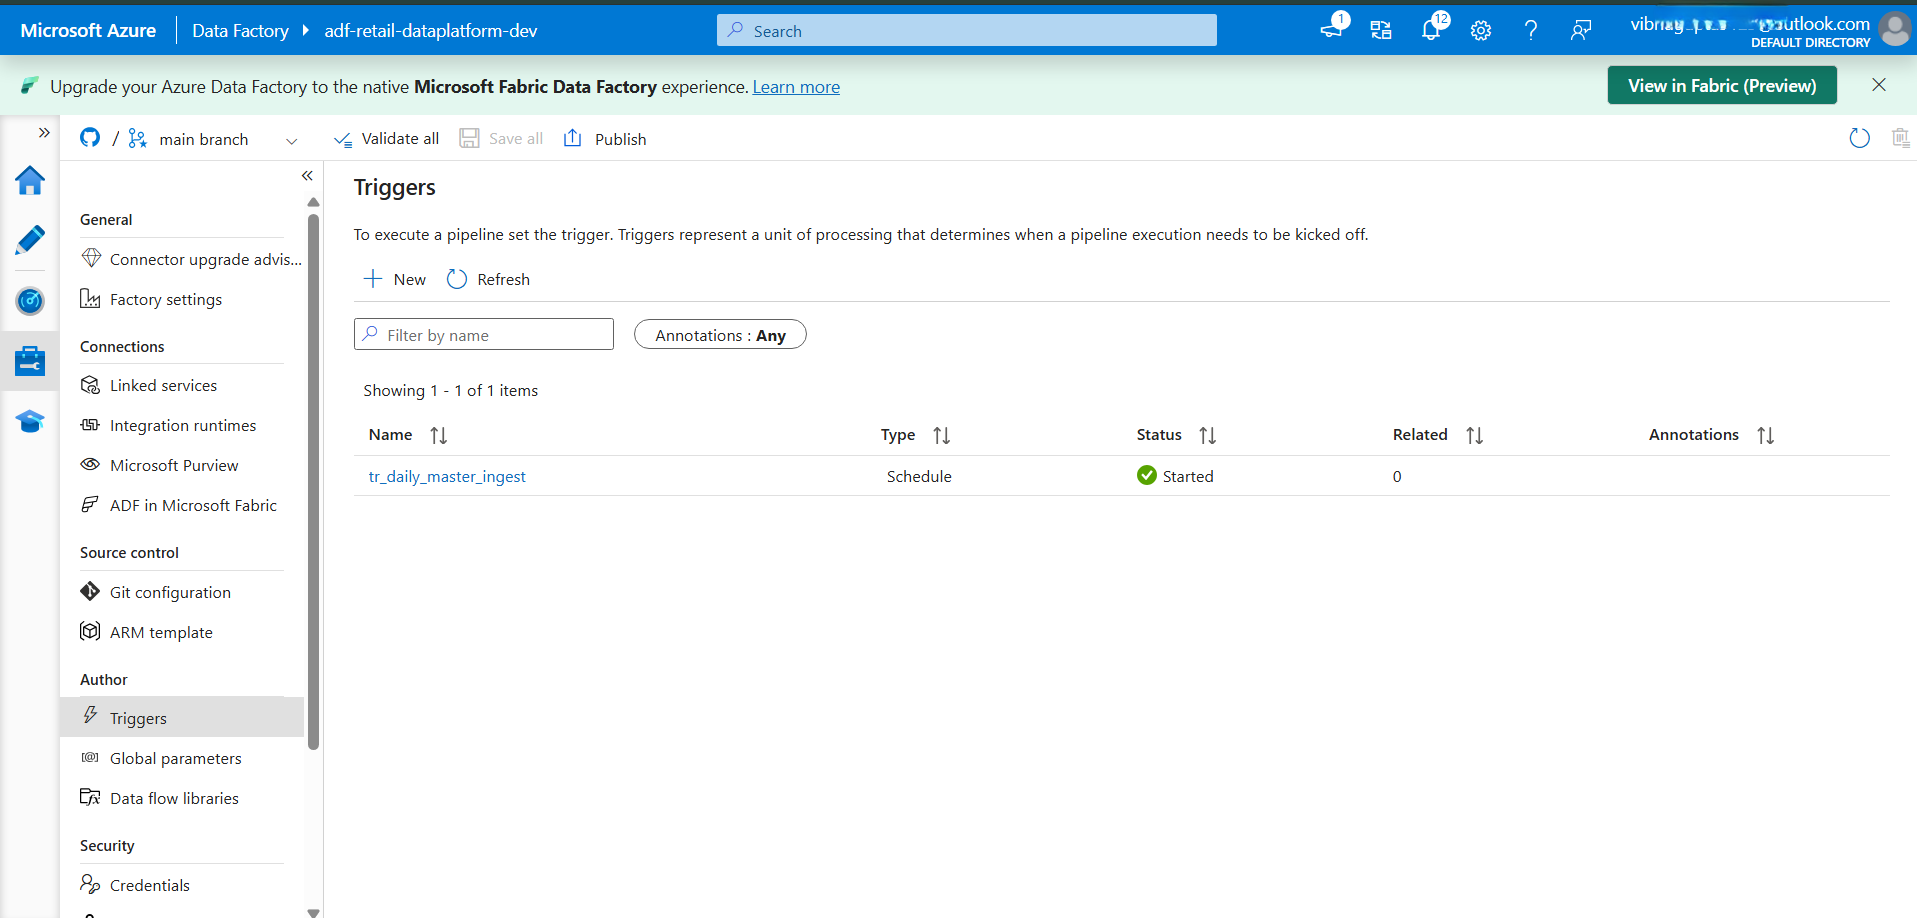 Microsoft Azure Data Factory adf-retail-dataplatform-dev Search 1 12 utlook.com
DEFAULT DIRECTORY
Upgrade your Azure Data Factory to the native Microsoft Fabric Data Factory experience. Learn more View in Fabric (Preview)
/ main branch Validate all Save all Publish
General
Connector upgrade advis...
Factory settings
Connections
Linked services
Integration runtimes
Microsoft Purview
ADF in Microsoft Fabric
Source control
Git configuration
ARM template
Author
Triggers
Global parameters
Data flow libraries
Security
Credentials
Triggers
To execute a pipeline set the trigger. Triggers represent a unit of processing that determines when a pipeline execution needs to be kicked off.
New Refresh
Filter by name Annotations : Any
Showing 1 - 1 of 1 items
Name Type Status Related Annotations
tr_daily_master_ingest Schedule Started 0